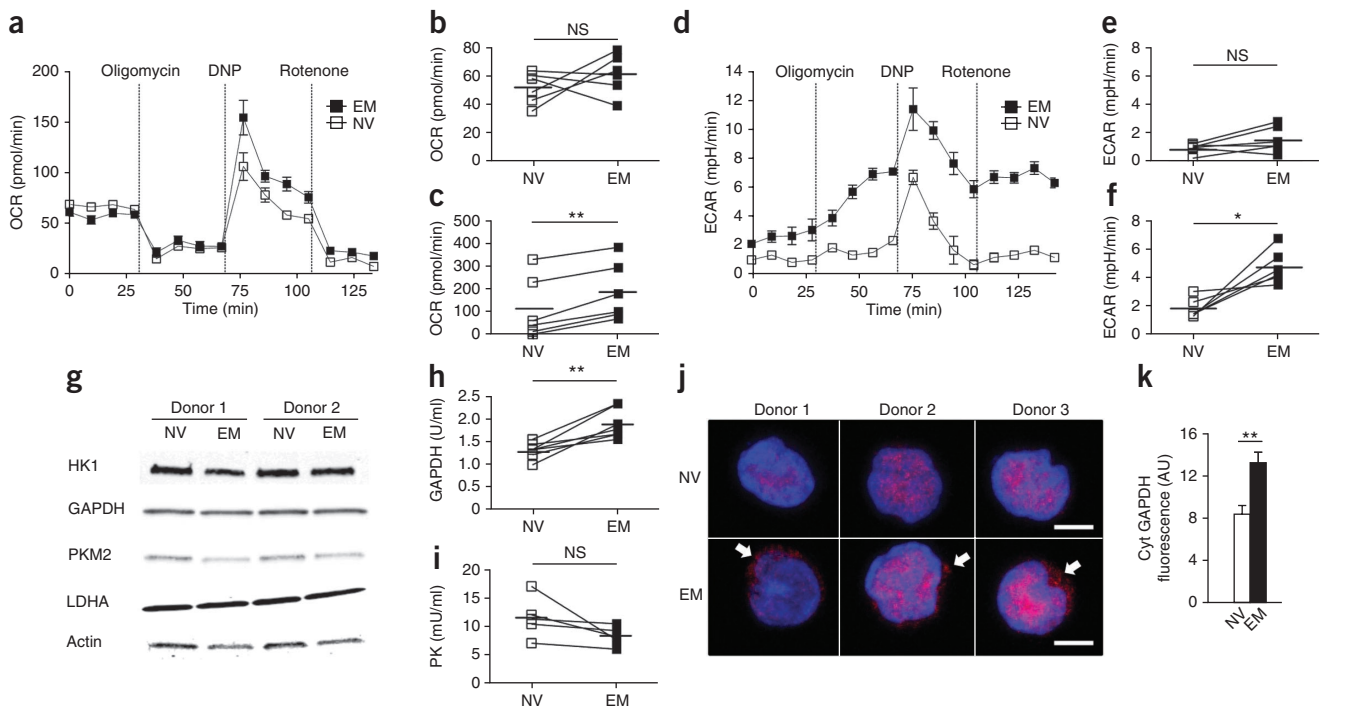 a
200
150
100
50
0
OCR (pmol/min)
Oligomycin
DNP
Rotenone
EM
NV
0
25
50
75
100
125
Time (min)
b
NS
80
60
40
20
0
OCR (pmol/min)
NV
EM
c
**
500
400
300
200
100
0
OCR (pmol/min)
NV
EM
d
14
12
10
8
6
4
2
0
ECAR (mpH/min)
Oligomycin
DNP
Rotenone
EM
NV
0
25
50
75
100
125
Time (min)
e
NS
8
6
4
2
0
ECAR (mpH/min)
NV
EM
f
*
8
6
4
2
0
ECAR (mpH/min)
NV
EM
g
Donor 1
Donor 2
NV
EM
NV
EM
HK1
GAPDH
PKM2
LDHA
Actin
h
**
2.5
2.0
1.5
1.0
0.5
0
GAPDH (U/ml)
NV
EM
i
NS
20
15
10
5
0
PK (mU/ml)
NV
EM
j
Donor 1
Donor 2
Donor 3
NV
EM
k
**
16
12
8
4
0
Cyt GAPDH
fluorescence (AU)
NV
EM